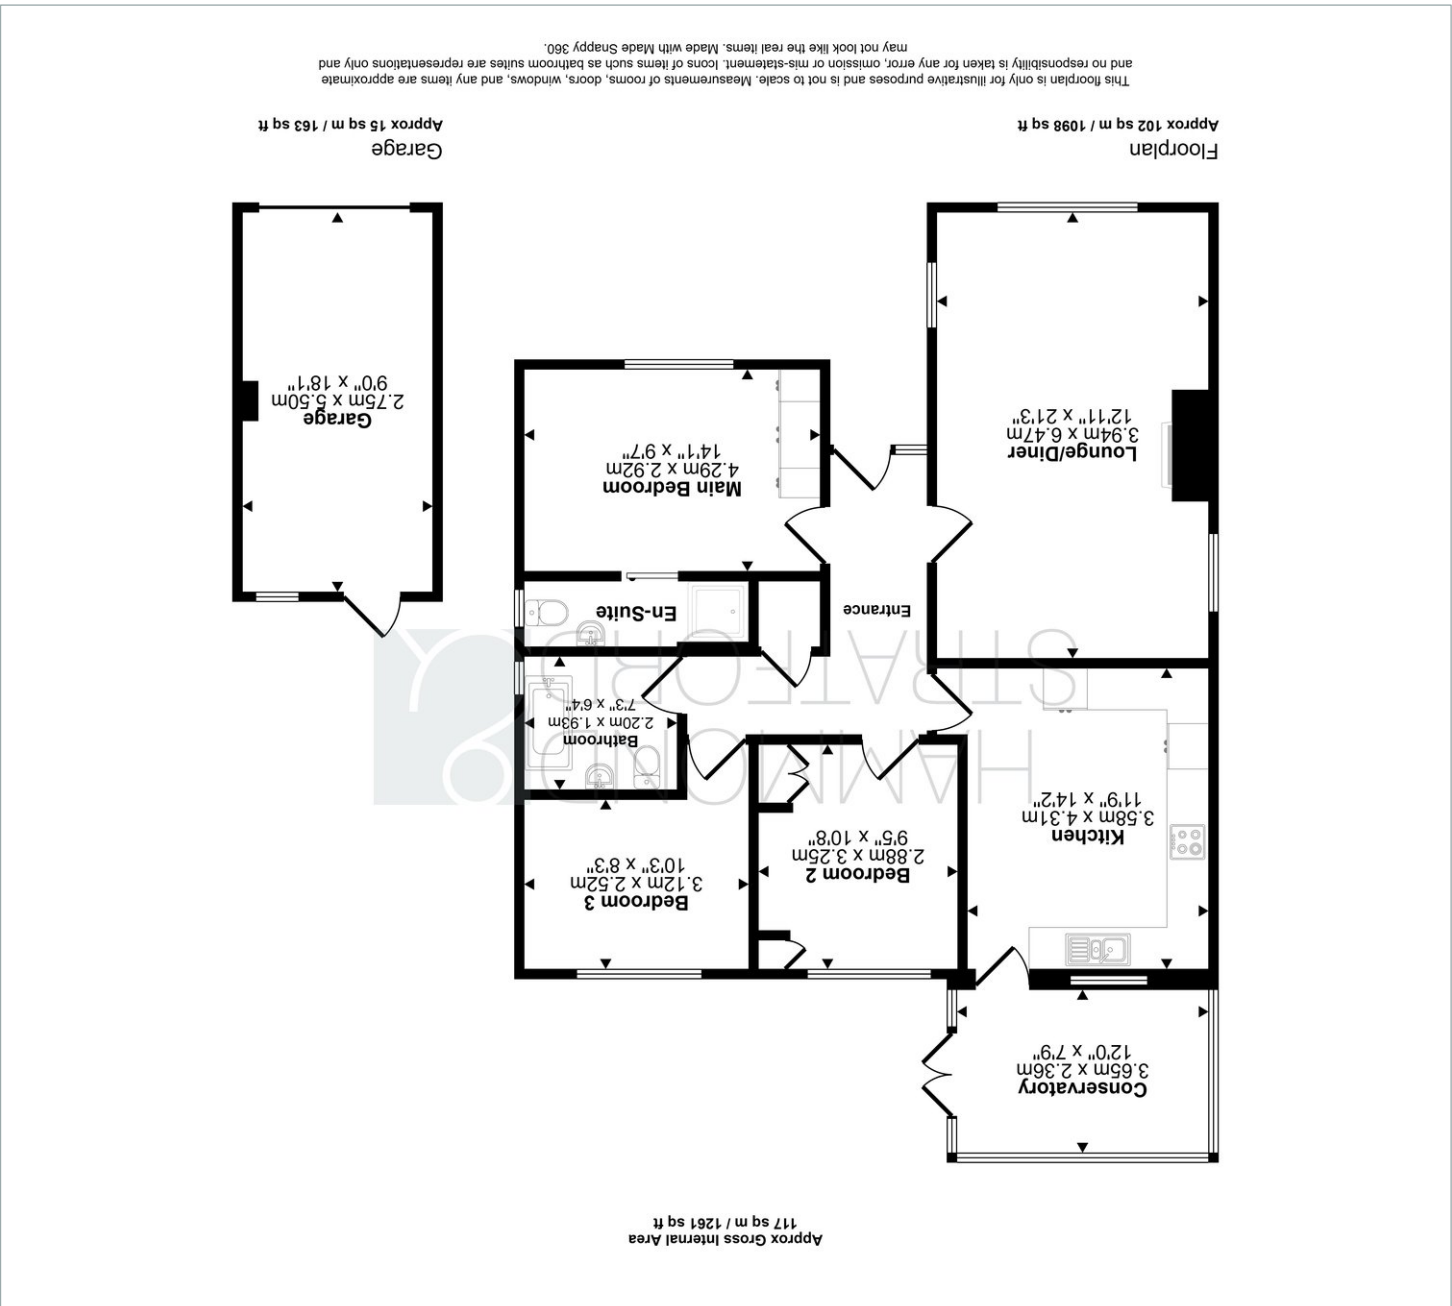 Approx Gross Internal Area
117 sq m / 1261 sq ft
Conservatory
3.65m x 2.36m
12'0" x 7'9"
Kitchen
3.58m x 4.31m
11'9" x 14'2"
Bedroom 2
2.88m x 3.25m
9'5" x 10'8"
Bedroom 3
3.12m x 2.52m
10'3" x 8'3"
HAMMOND
STRATFORD
Bathroom
2.20m x 1.93m
7'3" x 6'4"
Entrance
En-Suite
Lounge/Diner
3.94m x 6.47m
12'11" x 21'3"
Main Bedroom
4.29m x 2.92m
14'1" x 9'7"
Garage
2.75m x 5.50m
9'0" x 18'1"
Floorplan
Approx 102 sq m / 1098 sq ft
Garage
Approx 15 sq m / 163 sq ft
This floorplan is only for illustrative purposes and is not to scale. Measurements of rooms, doors, windows, and any items are approximate
and no responsibility is taken for any error, omission or mis-statement. Icons of items such as bathroom suites are representations only and
may not look like the real items. Made with Made Snappy 360.